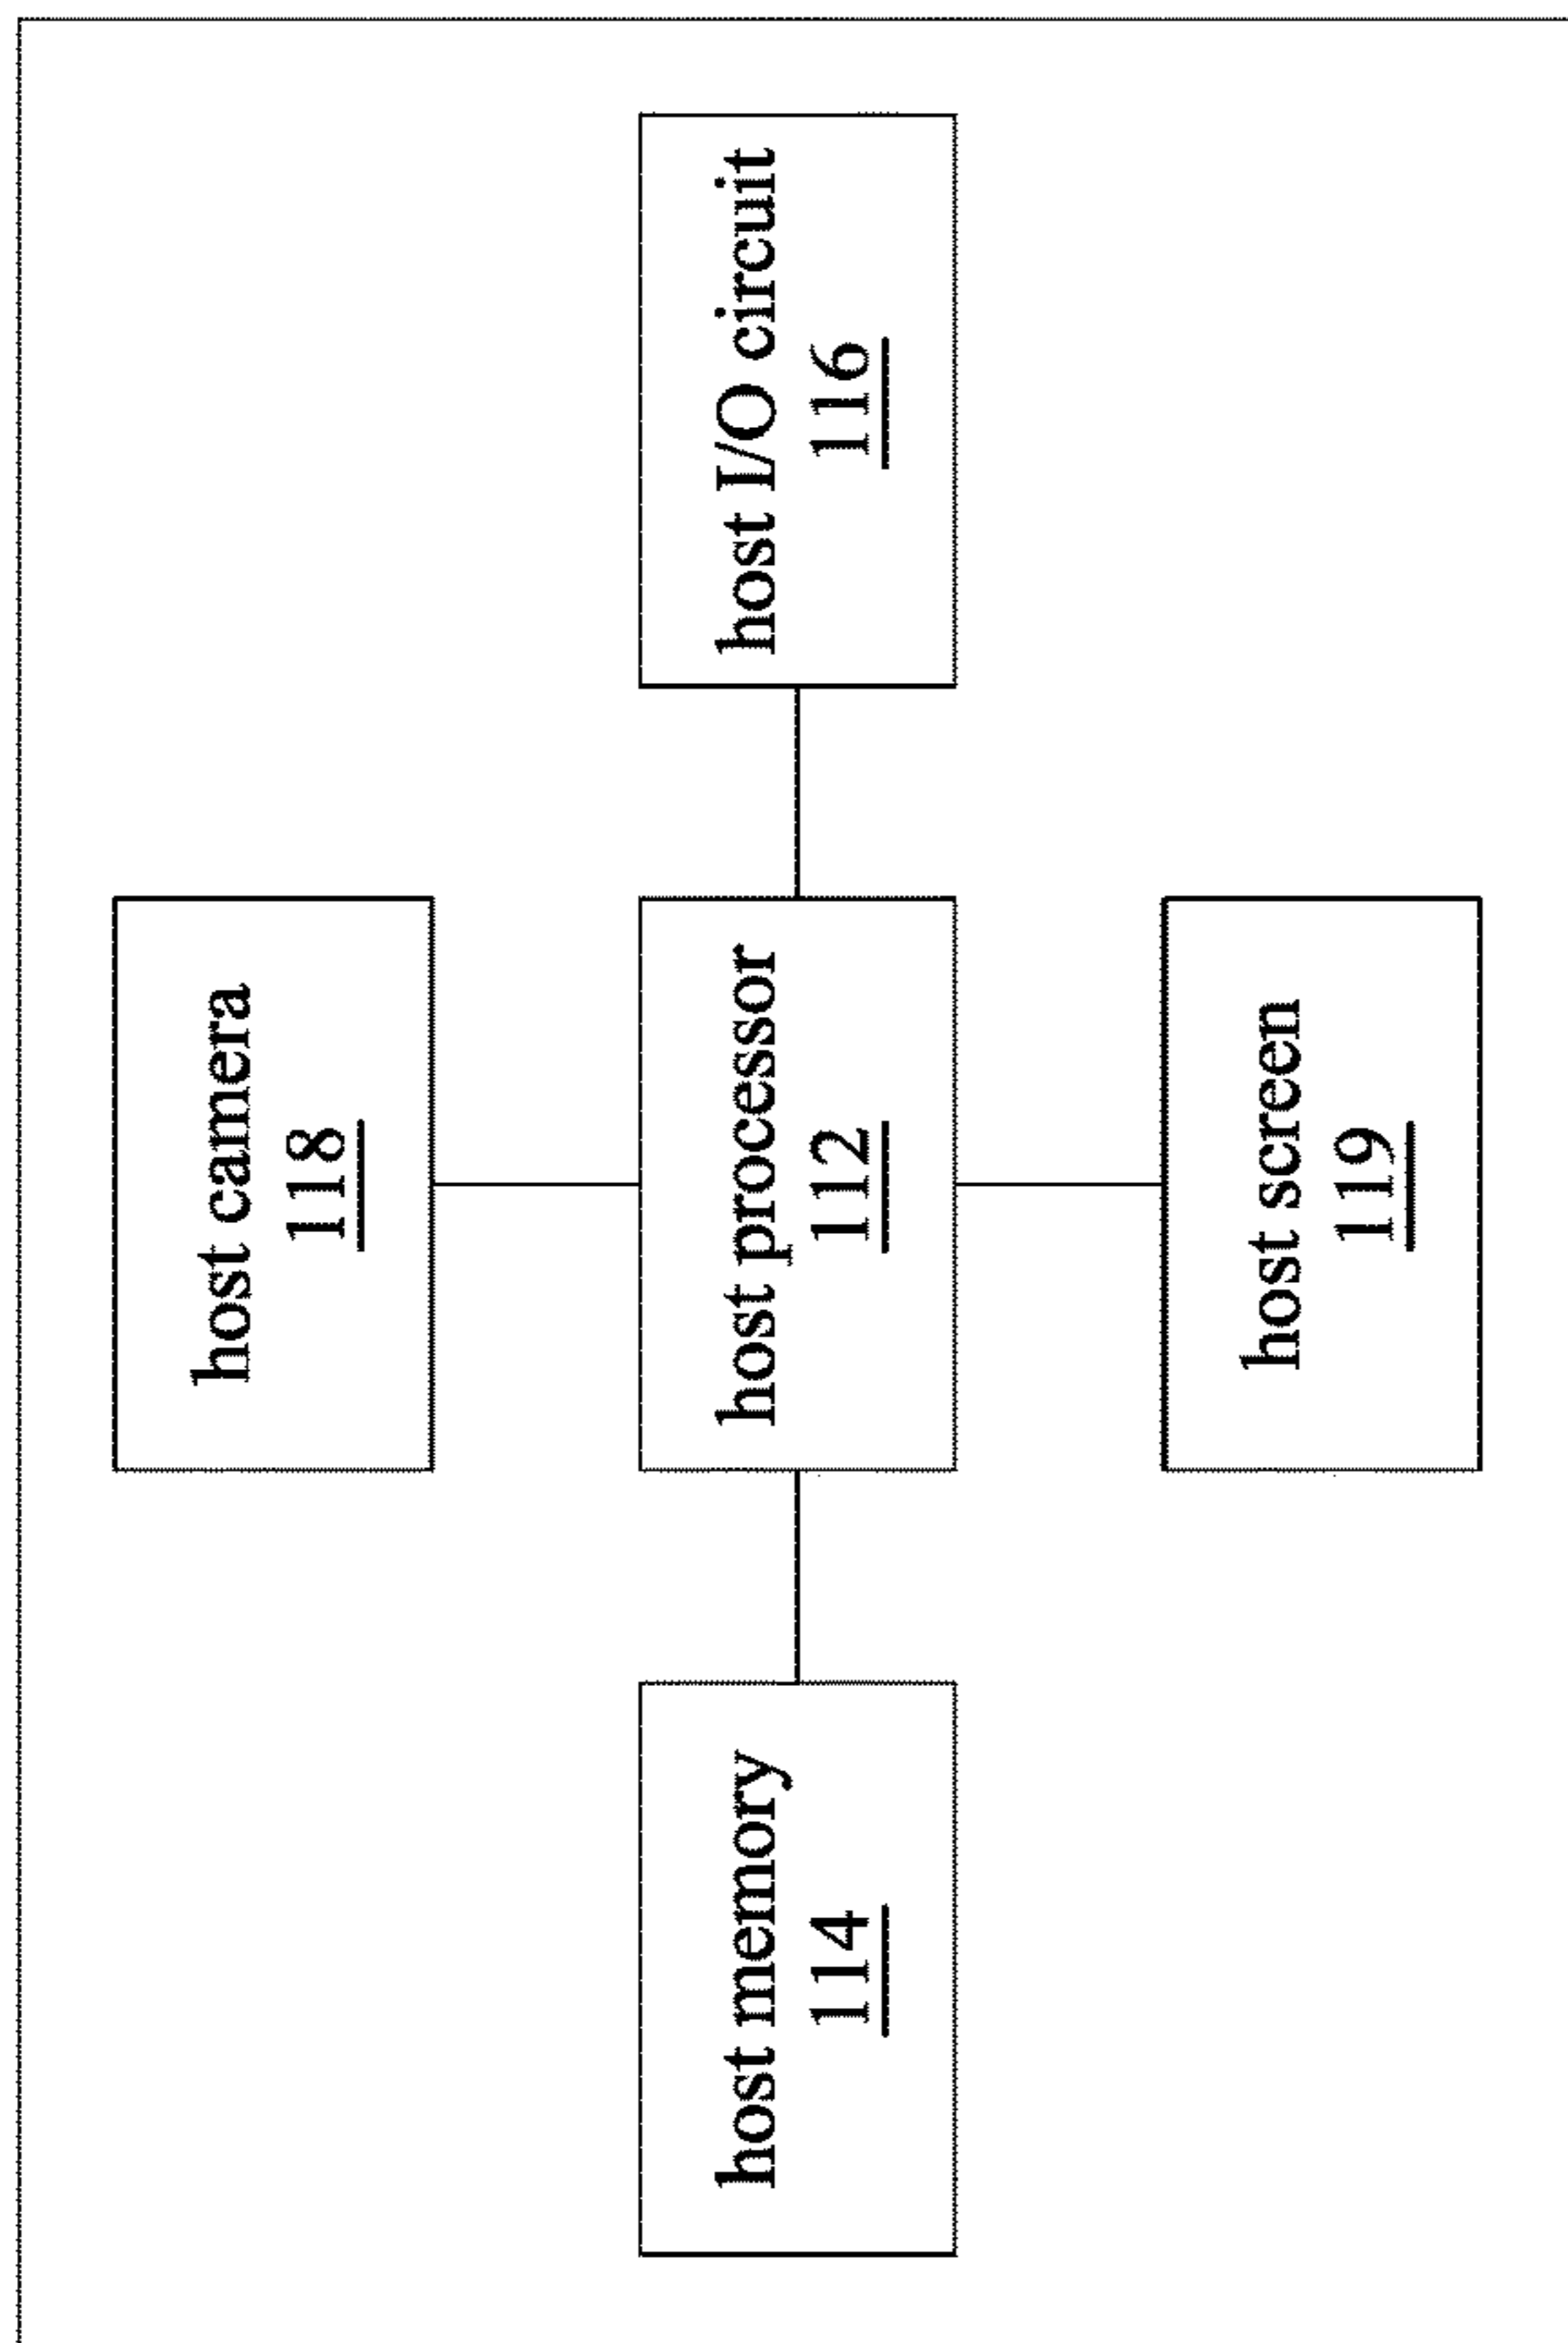 host camera
118
host memory
114
host processor
112
host I/O circuit
116
host screen
119